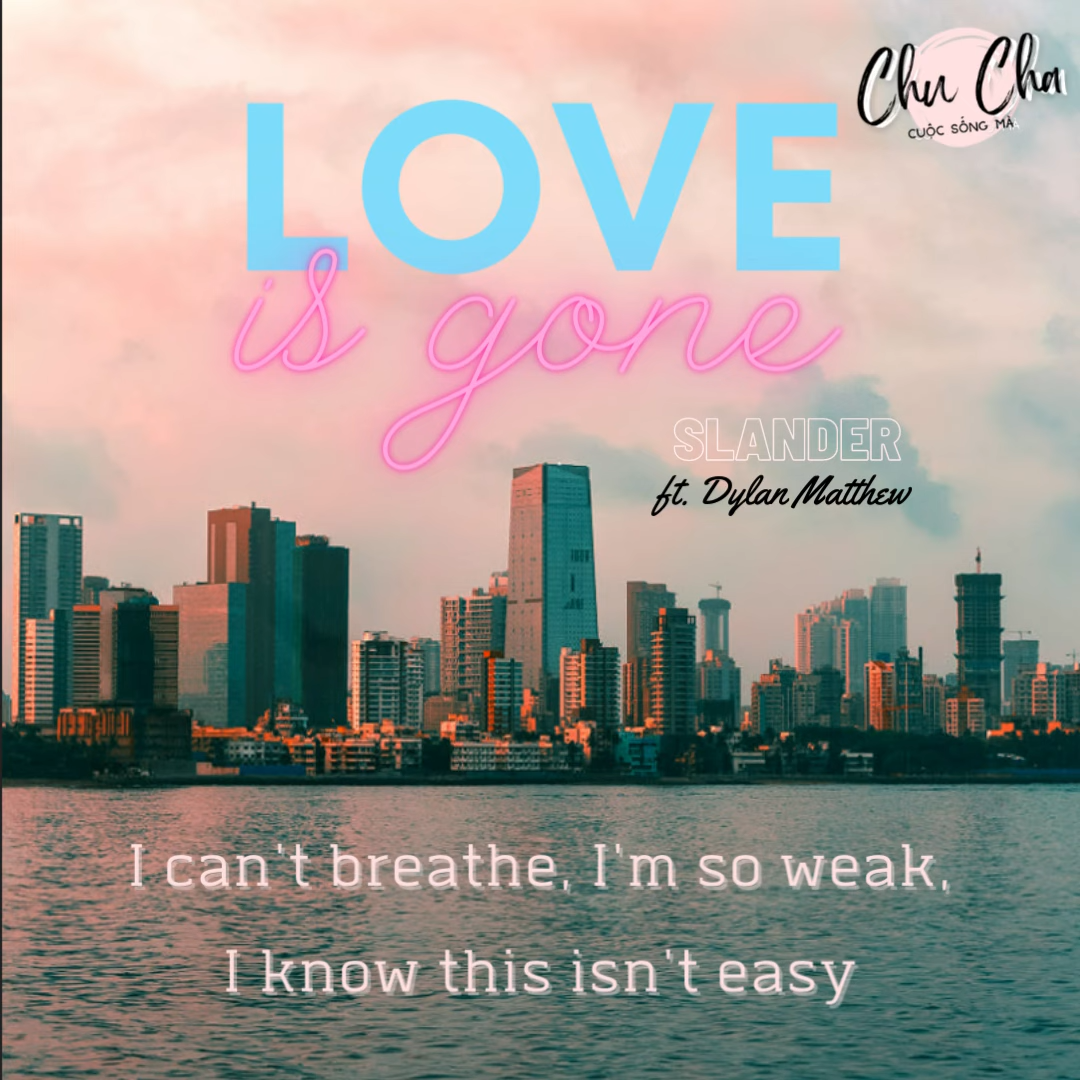 Chu Cha
CUỘC SỐNG MÀ
LOVE
is gone
SLANDER
ft. Dylan Matthew
I can't breathe, I'm so weak,
I know this isn't easy